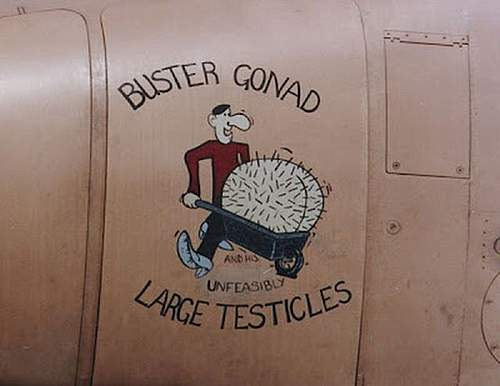 BUSTER GONAD
AND HIS
UNFEASIBLY
LARGE TESTICLES